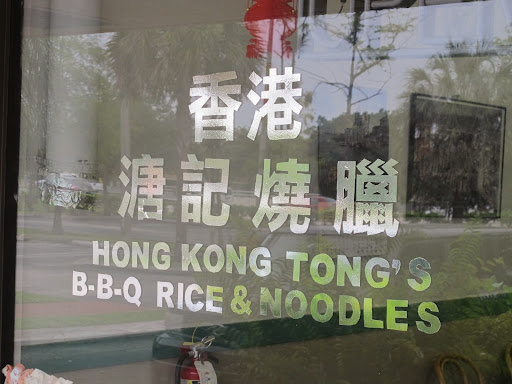 香港
溏記燒臘
HONG KONG TONG'S
B-B-Q RICE & NOODLES